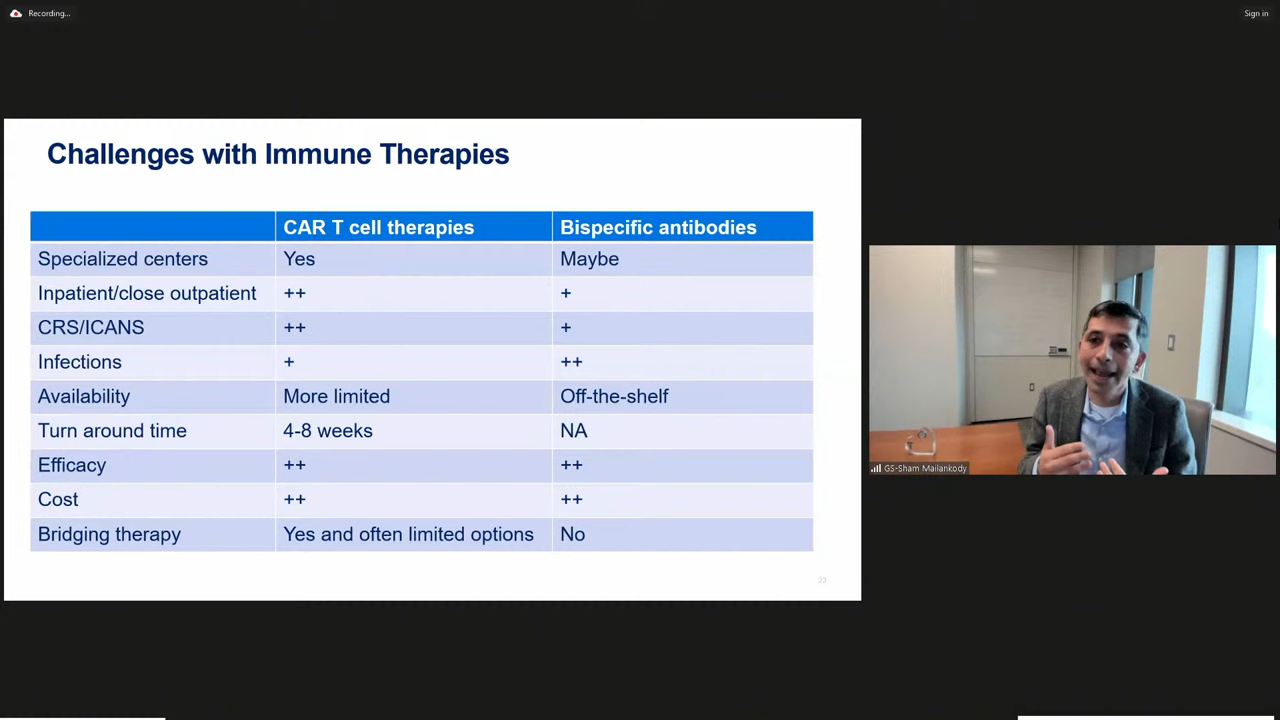 Recording...
Sign in
Challenges with Immune Therapies
CAR T cell therapies Bispecific antibodies
Specialized centers Yes Maybe
Inpatient/close outpatient ++ +
CRS/ICANS ++ +
Infections + ++
Availability More limited Off-the-shelf
Turn around time 4-8 weeks NA
Efficacy ++ ++
Cost ++ ++
Bridging therapy Yes and often limited options No
23
GS-Sham Mailankody